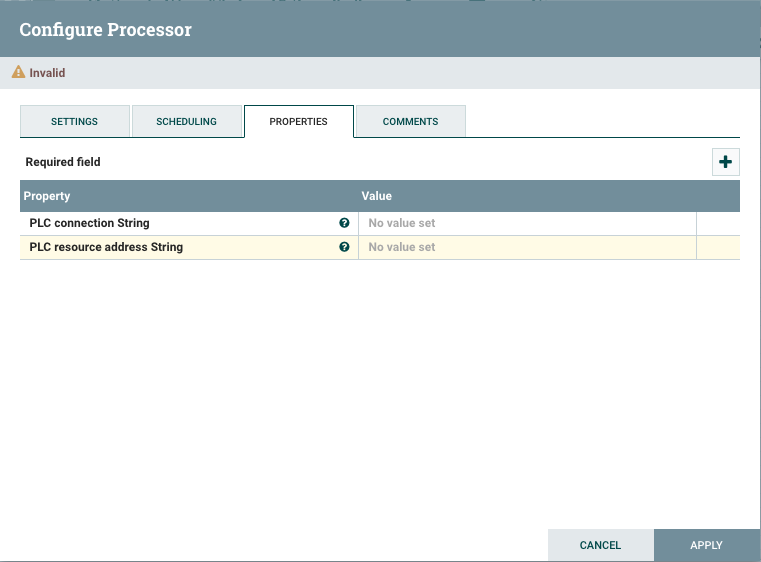 Configure Processor
Invalid
SETTINGS SCHEDULING PROPERTIES COMMENTS
Required field
Property Value
PLC connection String No value set
PLC resource address String No value set
CANCEL APPLY